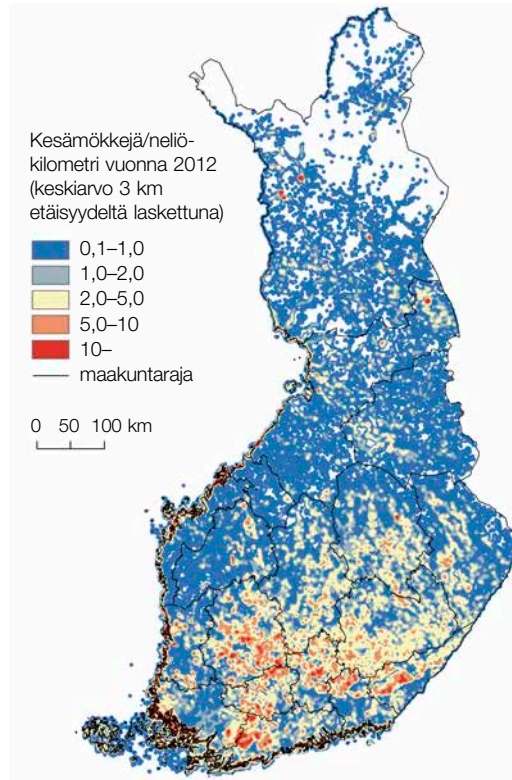 Kesämökkejä/neliö-
kilometri vuonna 2012
(keskiarvo 3 km
etäisyydeltä laskettuna)
0,1–1,0
1,0–2,0
2,0–5,0
5,0–10
10–
maakuntaraja
0 50 100 km